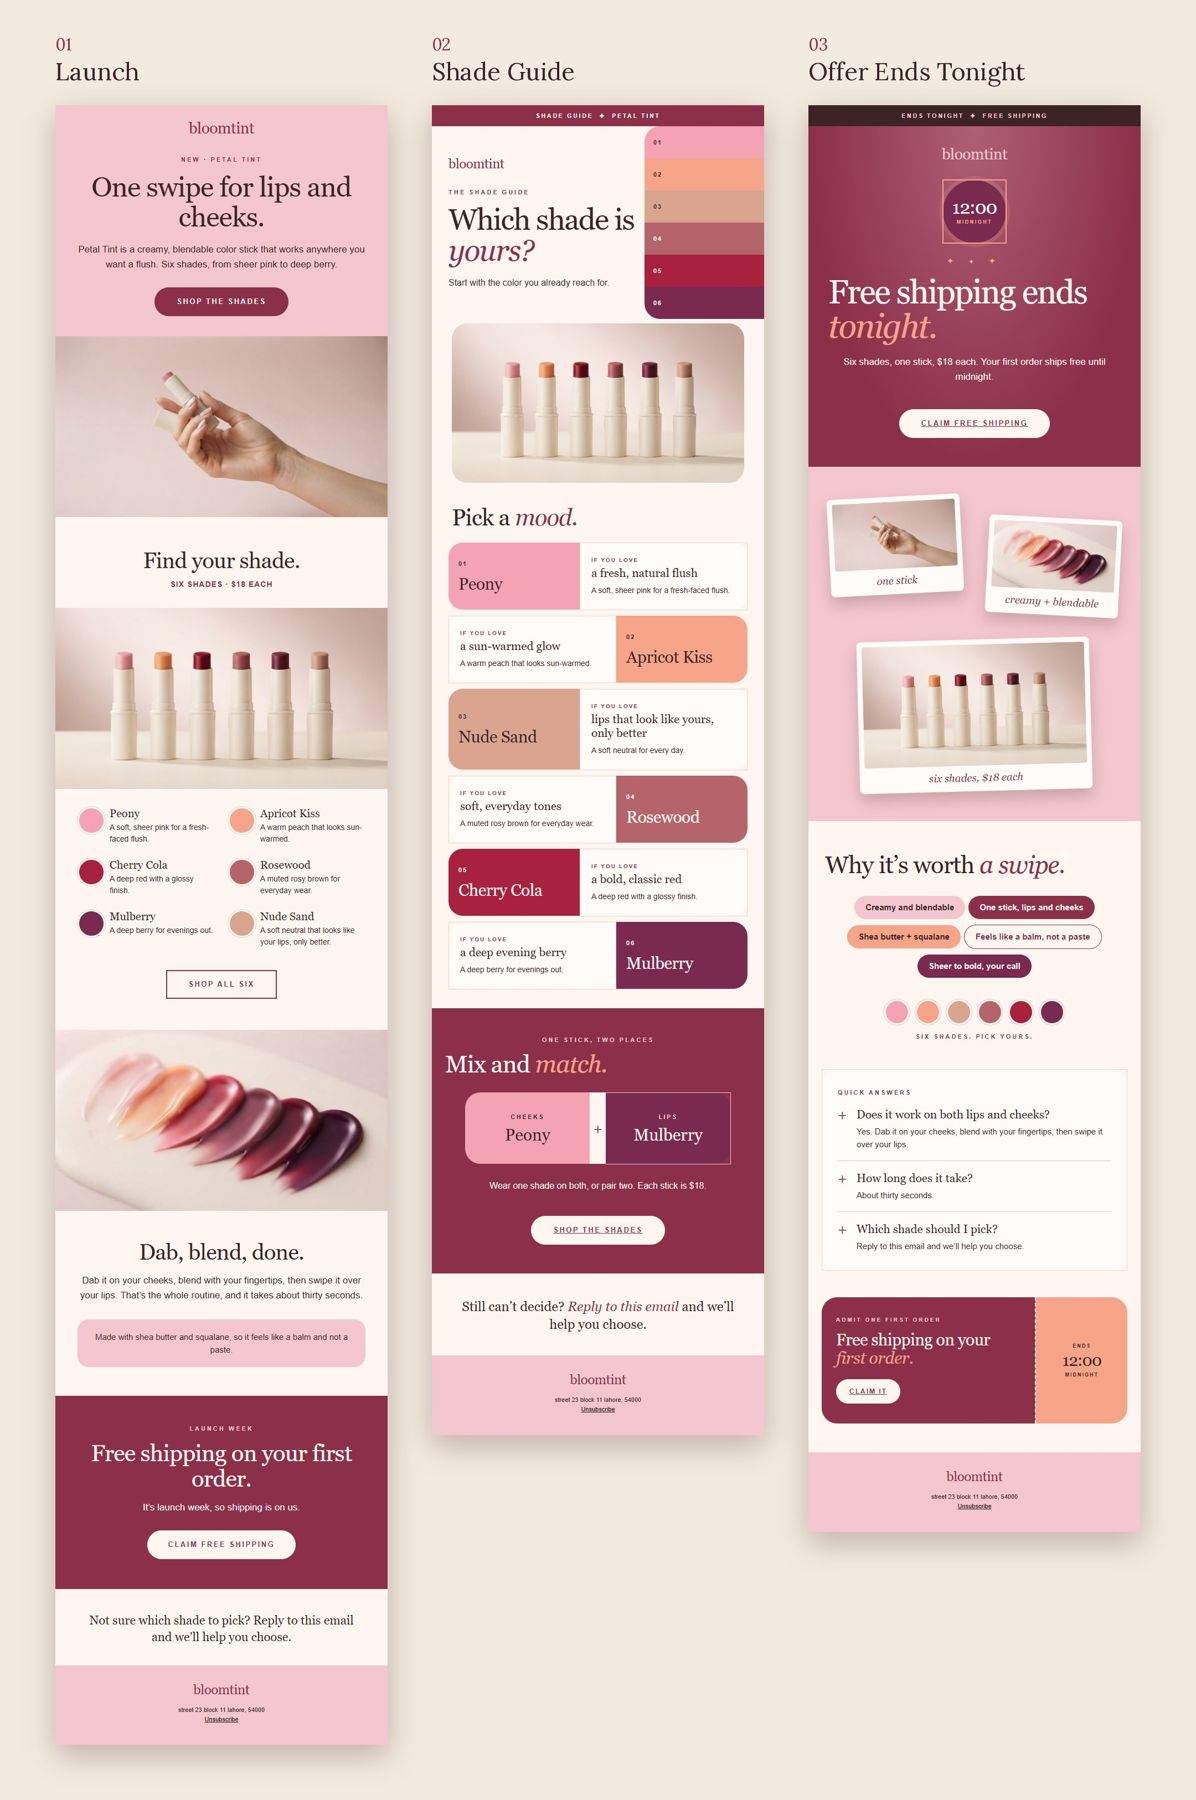 01
Launch
bloomtint
NEW · PETAL TINT
One swipe for lips and
cheeks.
Petal Tint is a creamy, blendable color stick that works anywhere you
want a flush. Six shades, from sheer pink to deep berry.
SHOP THE SHADES
Find your shade.
SIX SHADES · $18 EACH
Peony
A soft, sheer pink for a fresh-
faced flush.
Apricot Kiss
A warm peach that looks sun-
warmed.
Cherry Cola
A deep red with a glossy
finish.
Rosewood
A muted rosy brown for
everyday wear.
Mulberry
A deep berry for evenings out.
Nude Sand
A soft neutral that looks like
your lips, only better.
SHOP ALL SIX
Dab, blend, done.
Dab it on your cheeks, blend with your fingertips, then swipe it over
your lips. That's the whole routine, and it takes about thirty seconds.
Made with shea butter and squalane, so it feels like a balm and not a
paste.
LAUNCH WEEK
Free shipping on your first
order.
It's launch week, so shipping is on us.
CLAIM FREE SHIPPING
Not sure which shade to pick? Reply to this email
and we'll help you choose.
bloomtint
street 23 block 11 lahore, 54000
Unsubscribe
02
Shade Guide
SHADE GUIDE ✦ PETAL TINT
bloomtint
THE SHADE GUIDE
Which shade is
yours?
Start with the color you already reach for.
01
02
03
04
05
06
Pick a mood.
01
Peony
IF YOU LOVE
a fresh, natural flush
A soft, sheer pink for a fresh-faced flush.
IF YOU LOVE
a sun-warmed glow
A warm peach that looks sun-warmed.
02
Apricot Kiss
03
Nude Sand
IF YOU LOVE
lips that look like yours,
only better
A soft neutral for every day.
IF YOU LOVE
soft, everyday tones
A muted rosy brown for everyday wear.
04
Rosewood
05
Cherry Cola
IF YOU LOVE
a bold, classic red
A deep red with a glossy finish.
IF YOU LOVE
a deep evening berry
A deep berry for evenings out.
06
Mulberry
ONE STICK, TWO PLACES
Mix and match.
CHEEKS
Peony
+
LIPS
Mulberry
Wear one shade on both, or pair two. Each stick is $18.
SHOP THE SHADES
Still can't decide? Reply to this email and we'll
help you choose.
bloomtint
street 23 block 11 lahore, 54000
Unsubscribe
03
Offer Ends Tonight
ENDS TONIGHT ✦ FREE SHIPPING
bloomtint
12:00
MIDNIGHT
Free shipping ends
tonight.
Six shades, one stick, $18 each. Your first order ships free until
midnight.
CLAIM FREE SHIPPING
one stick
creamy + blendable
six shades, $18 each
Why it's worth a swipe.
Creamy and blendable
One stick, lips and cheeks
Shea butter + squalane
Feels like a balm, not a paste
Sheer to bold, your call
SIX SHADES. PICK YOURS.
QUICK ANSWERS
+ Does it work on both lips and cheeks?
Yes. Dab it on your cheeks, blend with your fingertips, then swipe it
over your lips.
+ How long does it take?
About thirty seconds.
+ Which shade should I pick?
Reply to this email and we'll help you choose.
ADMIT ONE FIRST ORDER
Free shipping on your
first order.
CLAIM IT
ENDS
12:00
MIDNIGHT
bloomtint
street 23 block 11 lahore, 54000
Unsubscribe